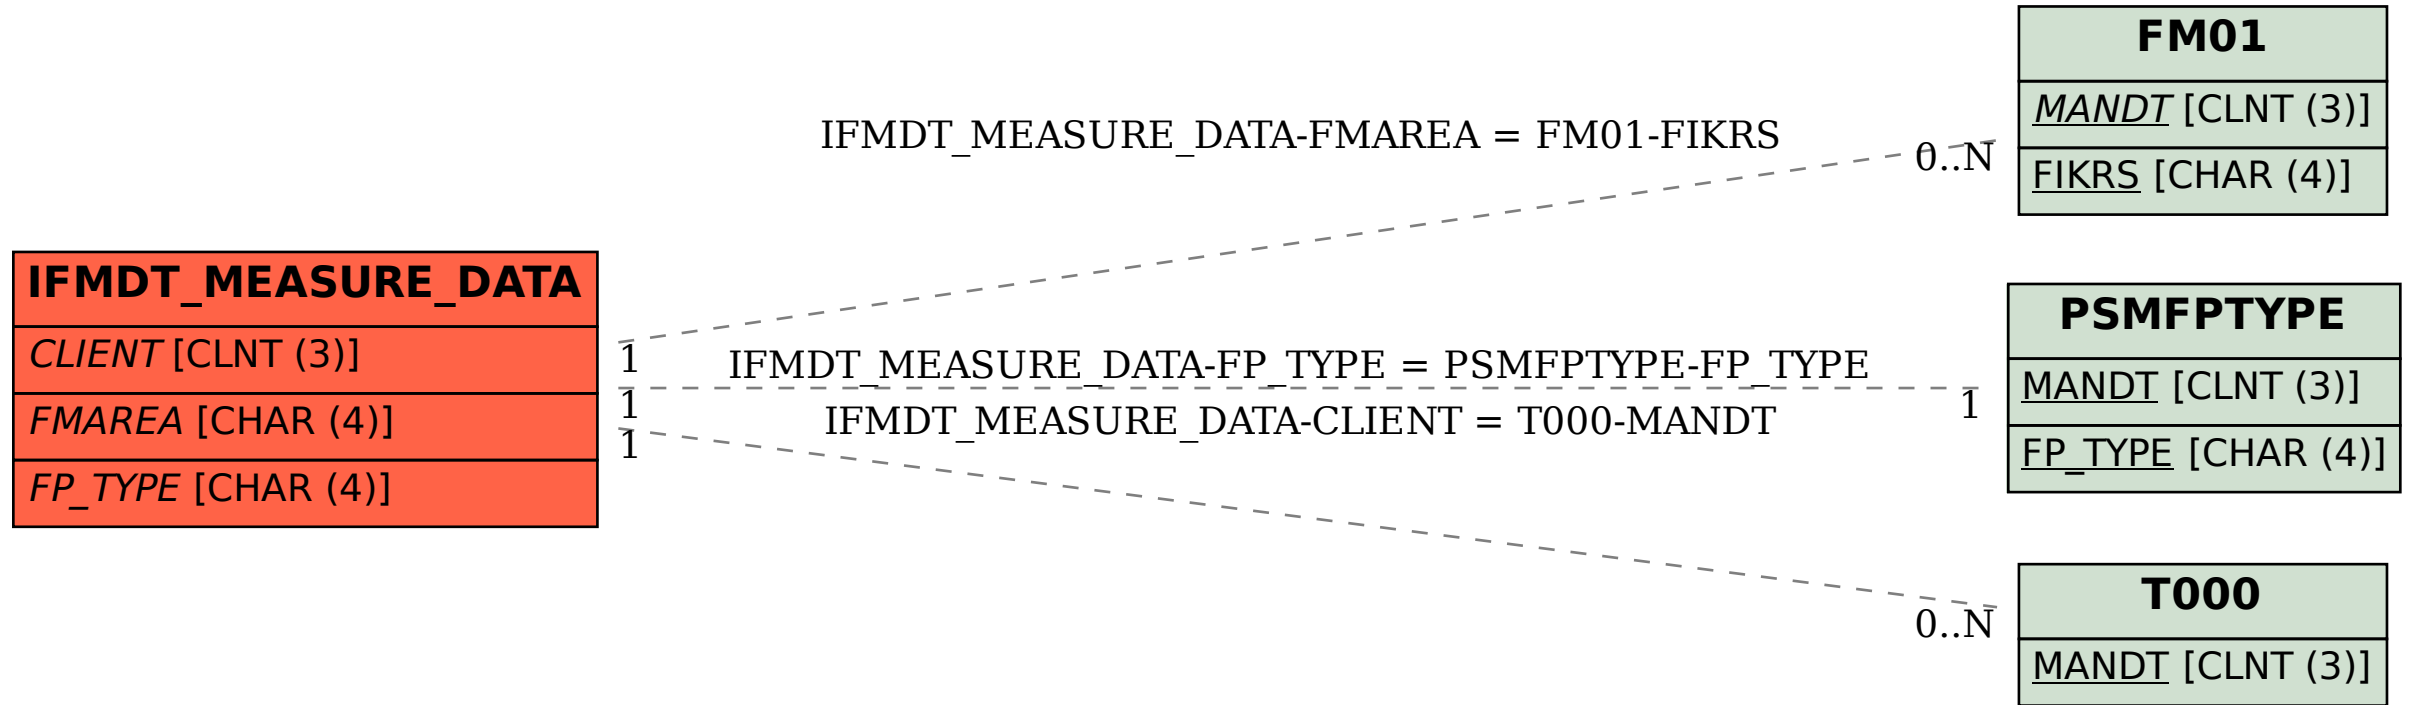 FM01
MANDT [CLNT (3)]
FIKRS [CHAR (4)]
IFMDT_MEASURE_DATA-FMAREA = FM01-FIKRS
0..N
1
IFMDT_MEASURE_DATA
CLIENT [CLNT (3)]
FMAREA [CHAR (4)]
FP_TYPE [CHAR (4)]
IFMDT_MEASURE_DATA-FP_TYPE = PSMFPTYPE-FP_TYPE
1
1
PSMFPTYPE
MANDT [CLNT (3)]
FP_TYPE [CHAR (4)]
IFMDT_MEASURE_DATA-CLIENT = T000-MANDT
1
0..N
T000
MANDT [CLNT (3)]